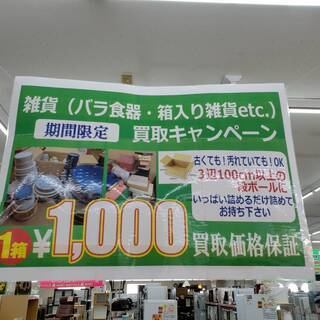 雑貨（バラ食器・箱入り雑貨etc.）
期間限定 買取キャンペーン
古くても！汚れていても！OK
3辺100cm以上の
段ボールに
いっぱい詰めるだけ詰めて
お持ち下さい
1箱¥1,000買取価格保証